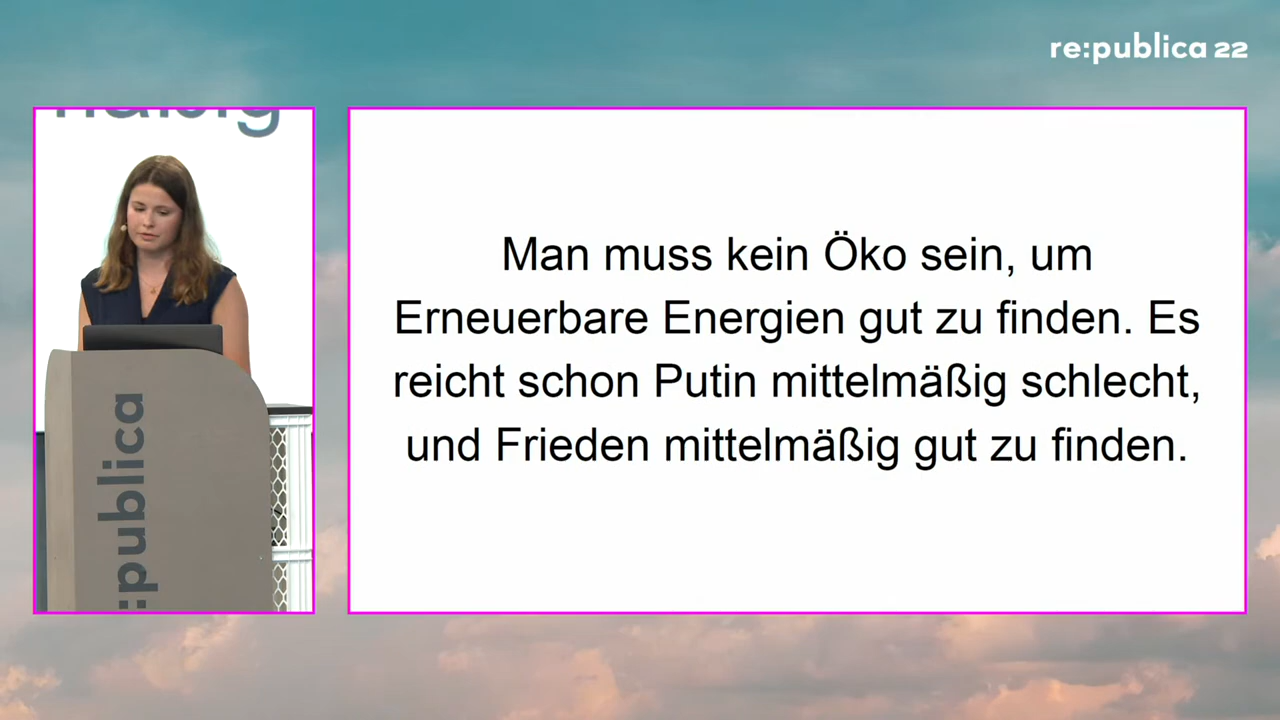 re:publica 22
Man muss kein Öko sein, um
Erneuerbare Energien gut zu finden. Es
reicht schon Putin mittelmäßig schlecht,
und Frieden mittelmäßig gut zu finden.
:publica